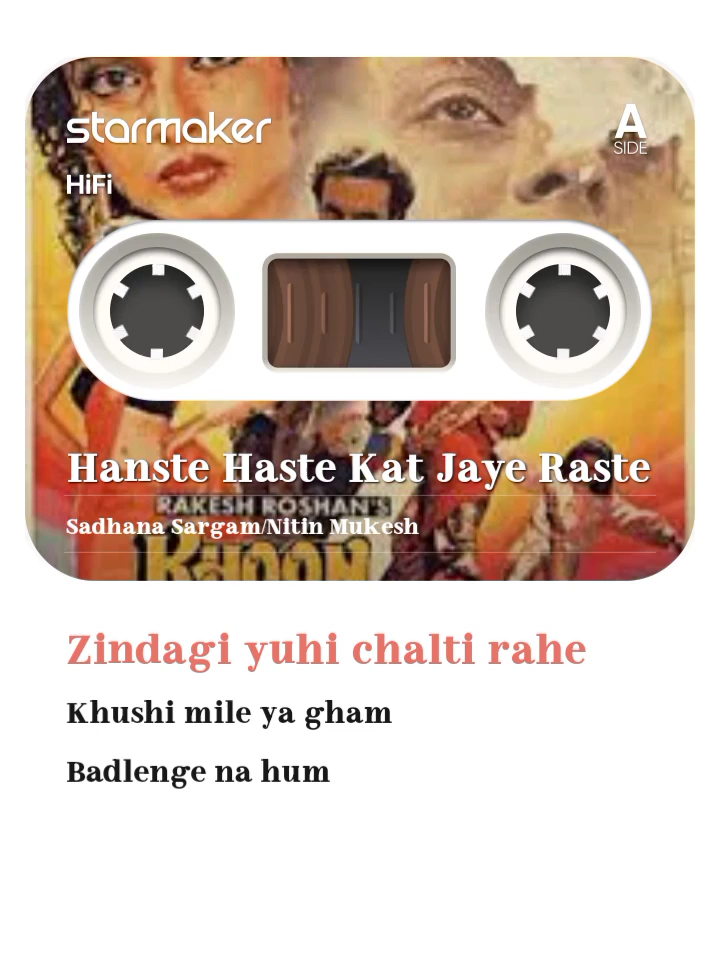 starmaker
A
SIDE
HiFi
Hanste Haste Kat Jaye Raste
RAKESH ROSHAN'S
Sadhana Sargam/Nitin Mukesh
KHOON
Zindagi yuhi chalti rahe
Khushi mile ya gham
Badlenge na hum